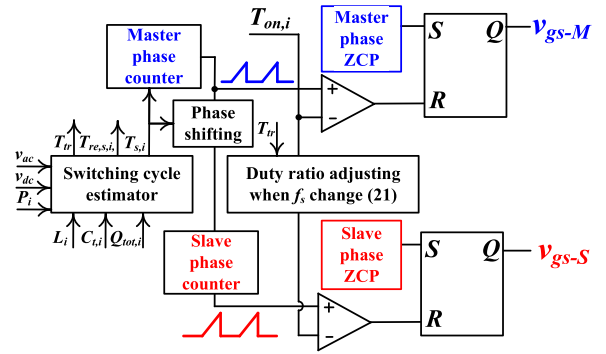 Master
phase
counter
T_on,i
Master
phase
ZCP
S
Q
R
v_gs-M
+
−
Phase
shifting
T_tr
T_re,s,i,
T_s,i
T_tr
v_ac
v_dc
P_i
Switching cycle
estimator
Duty ratio adjusting
when f_s change (21)
L_i
C_t,i
Q_tot,i
Slave
phase
counter
Slave
phase
ZCP
S
Q
R
v_gs-S
+
−